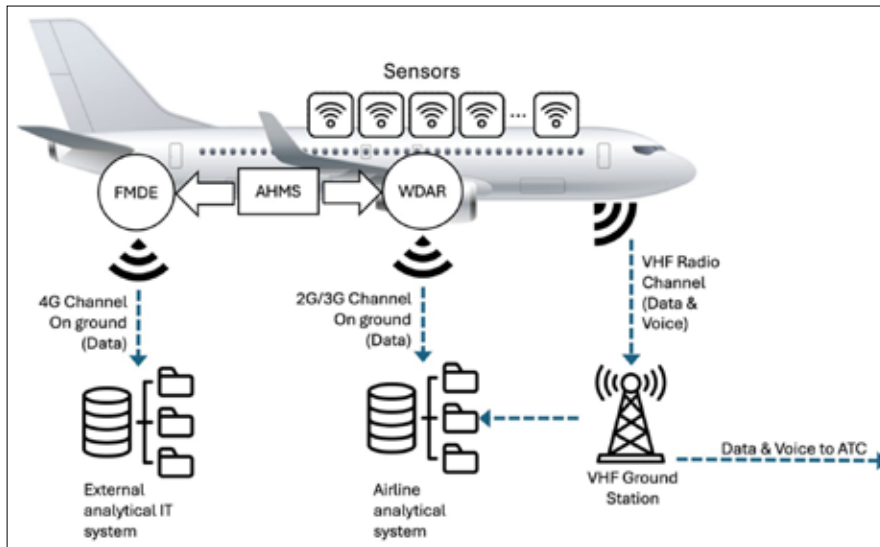 Sensors
...
FMDE
AHMS
WDAR
4G Channel
On ground
(Data)
2G/3G Channel
On ground
(Data)
VHF Radio
Channel
(Data &
Voice)
External
analytical IT
system
Airline
analytical
system
VHF Ground
Station
Data & Voice to ATC